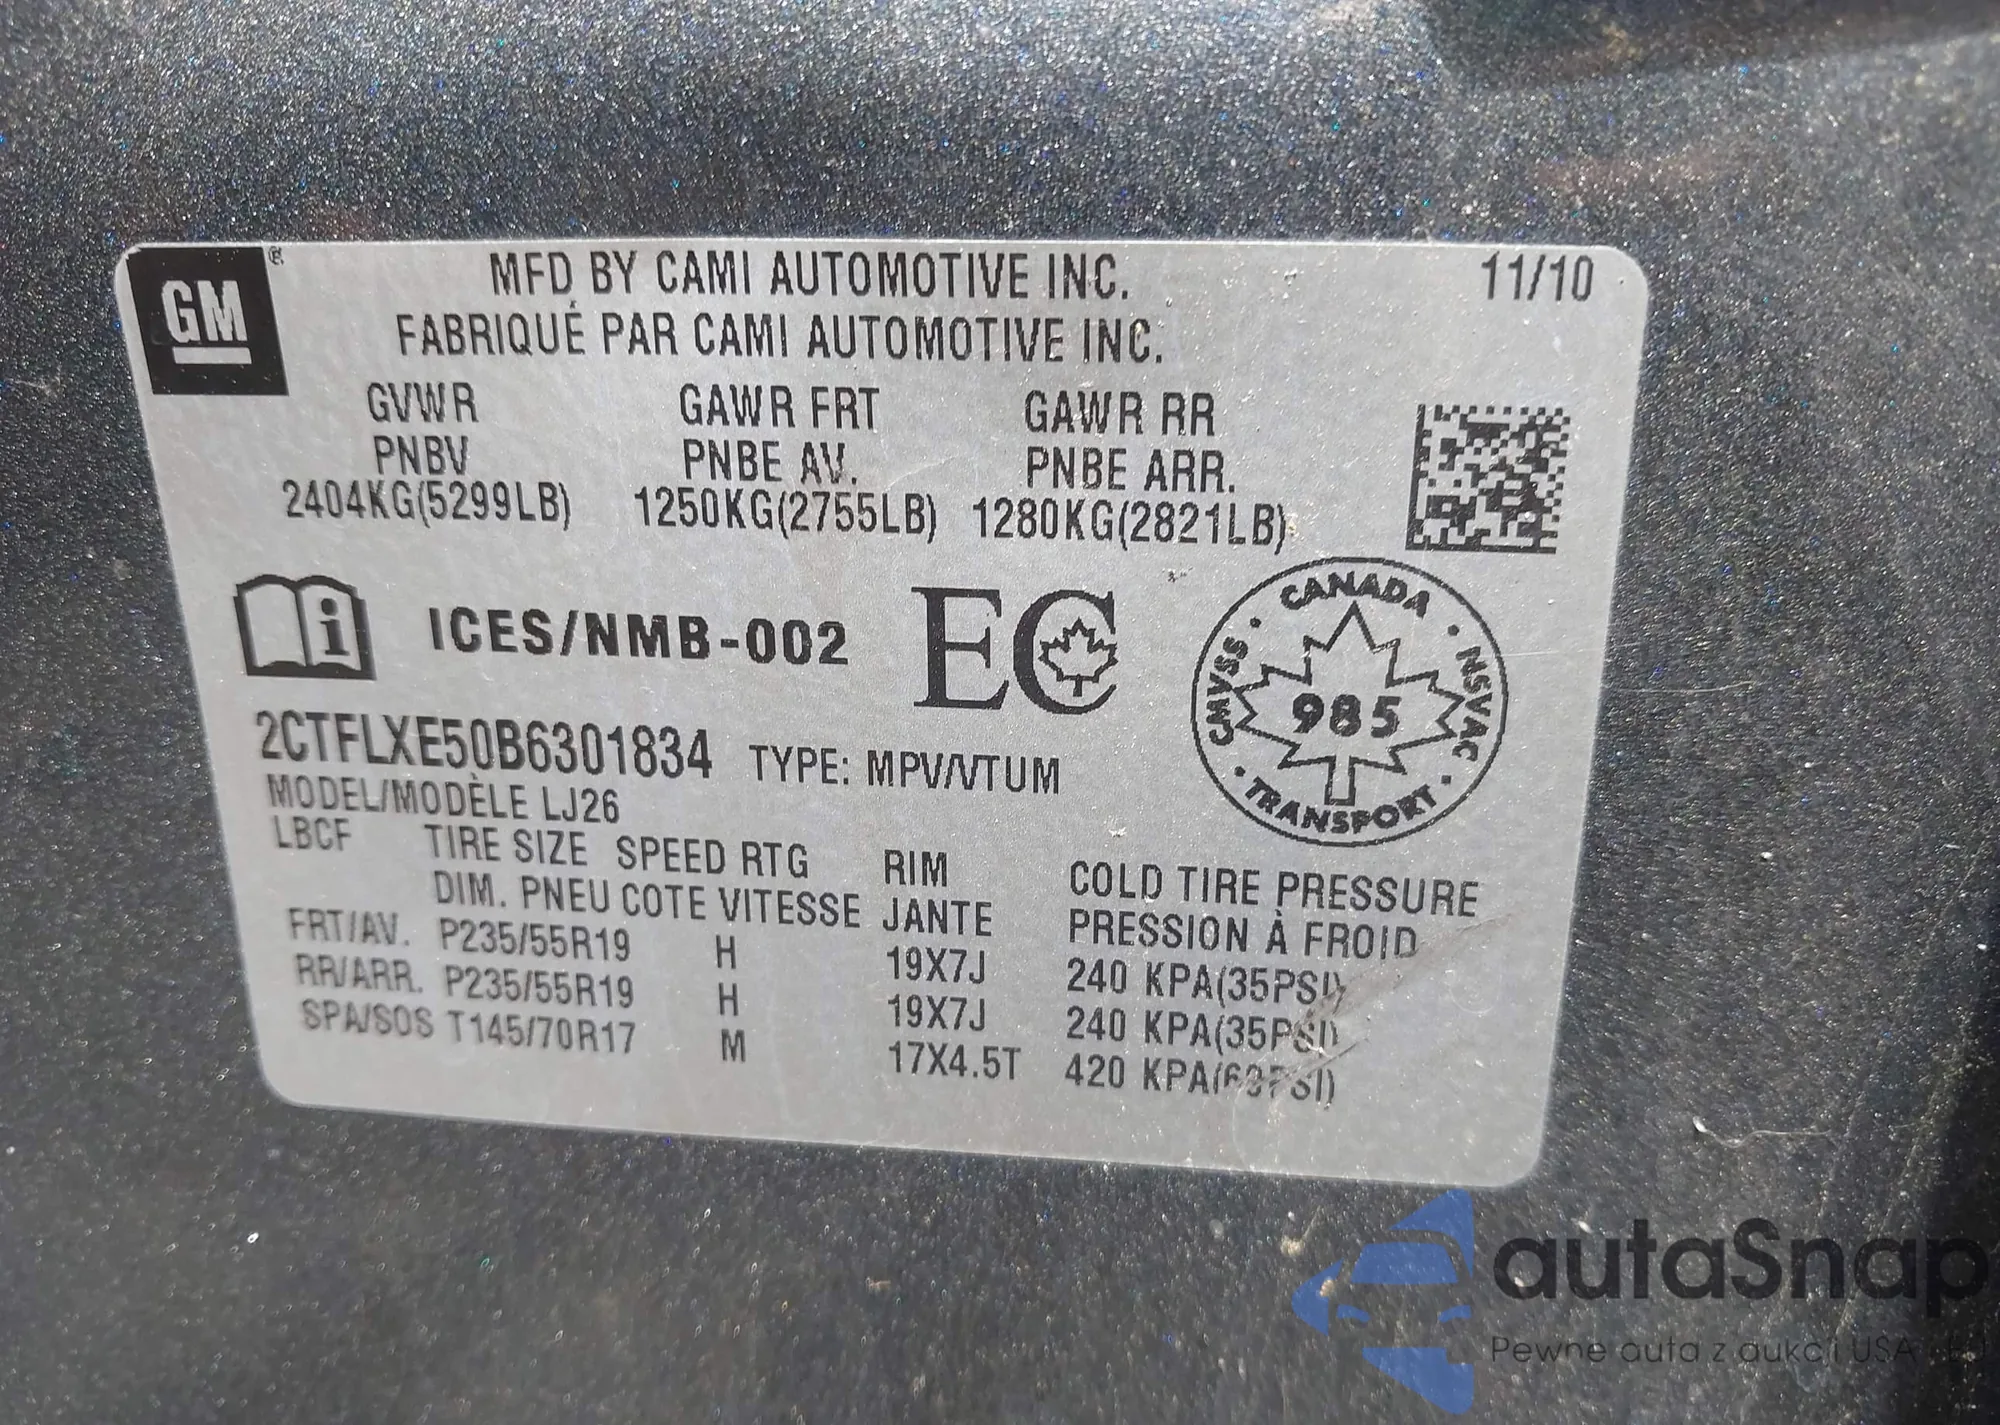 GM
MFD BY CAMI AUTOMOTIVE INC. 11/10
FABRIQUÉ PAR CAMI AUTOMOTIVE INC.
GVWR GAWR FRT GAWR RR
PNBV PNBE AV. PNBE ARR.
2404KG(5299LB) 1250KG(2755LB) 1280KG(2821LB)
ICES/NMB-002 EC
CANADA
CMVSS · NSVAC
985
TRANSPORT
2CTFLXE50B6301834 TYPE: MPV/VTUM
MODEL/MODÈLE LJ26
LBCF TIRE SIZE SPEED RTG RIM COLD TIRE PRESSURE
DIM. PNEU COTE VITESSE JANTE PRESSION À FROID
FRT/AV. P235/55R19 H 19X7J 240 KPA(35PSI)
RR/ARR. P235/55R19 H 19X7J 240 KPA(35PSI)
SPA/SOS T145/70R17 M 17X4.5T 420 KPA
autaSnap
Pewne auta z aukcji USA